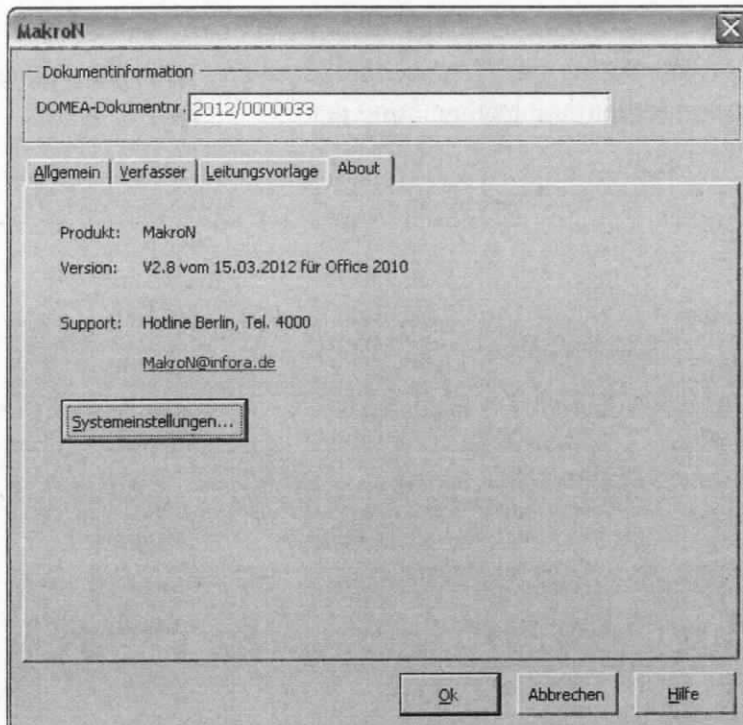 MakroN
Dokumentinformation
DOMEA-Dokumentnr. 2012/0000033
Allgemein Verfasser Leitungsvorlage About
Produkt: MakroN
Version: V2.8 vom 15.03.2012 für Office 2010
Support: Hotline Berlin, Tel. 4000
MakroN@infora.de
Systemeinstellungen...
Ok Abbrechen Hilfe